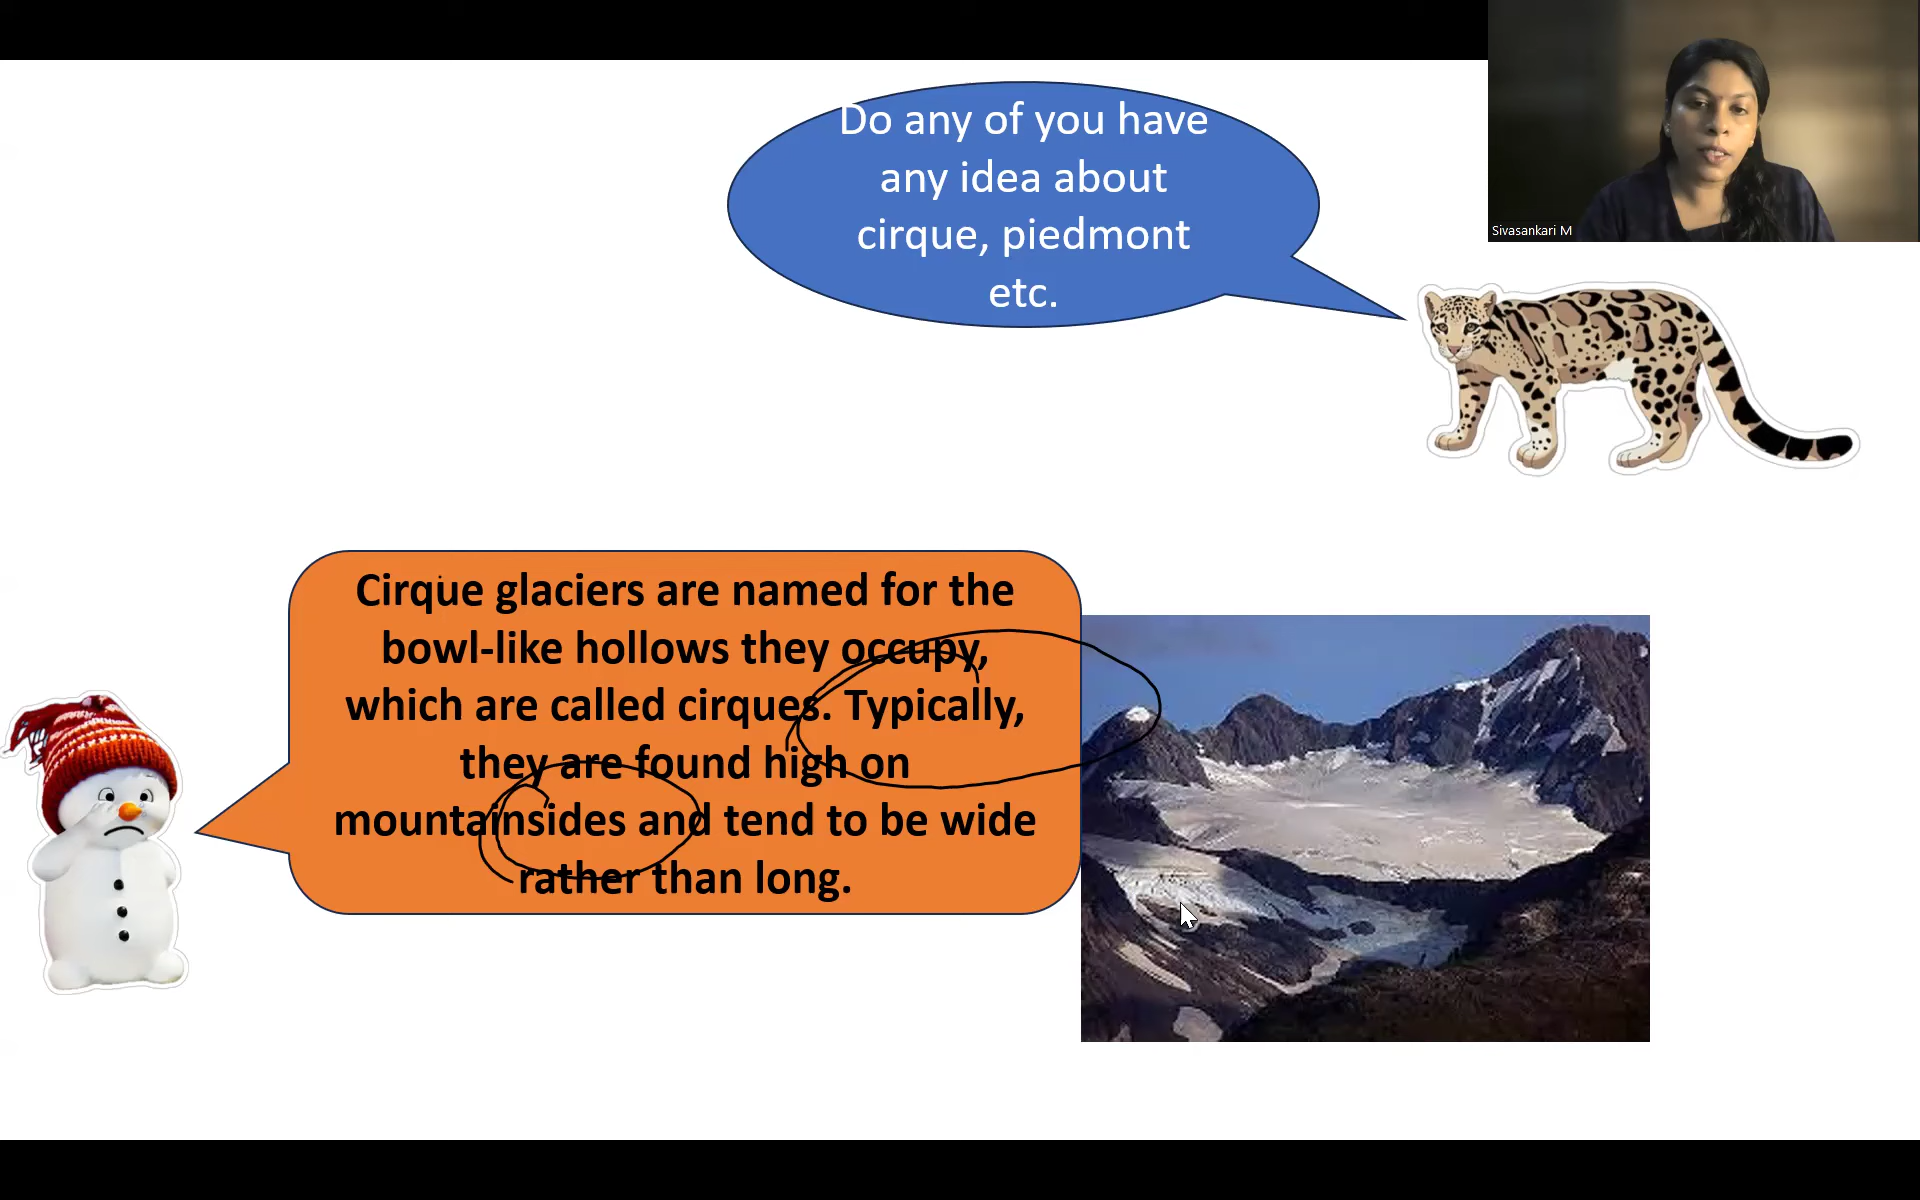 Do any of you have
any idea about
cirque, piedmont
etc.
Sivasankari M
Cirque glaciers are named for the
bowl-like hollows they occupy,
which are called cirques. Typically,
they are found high on
mountainsides and tend to be wide
rather than long.